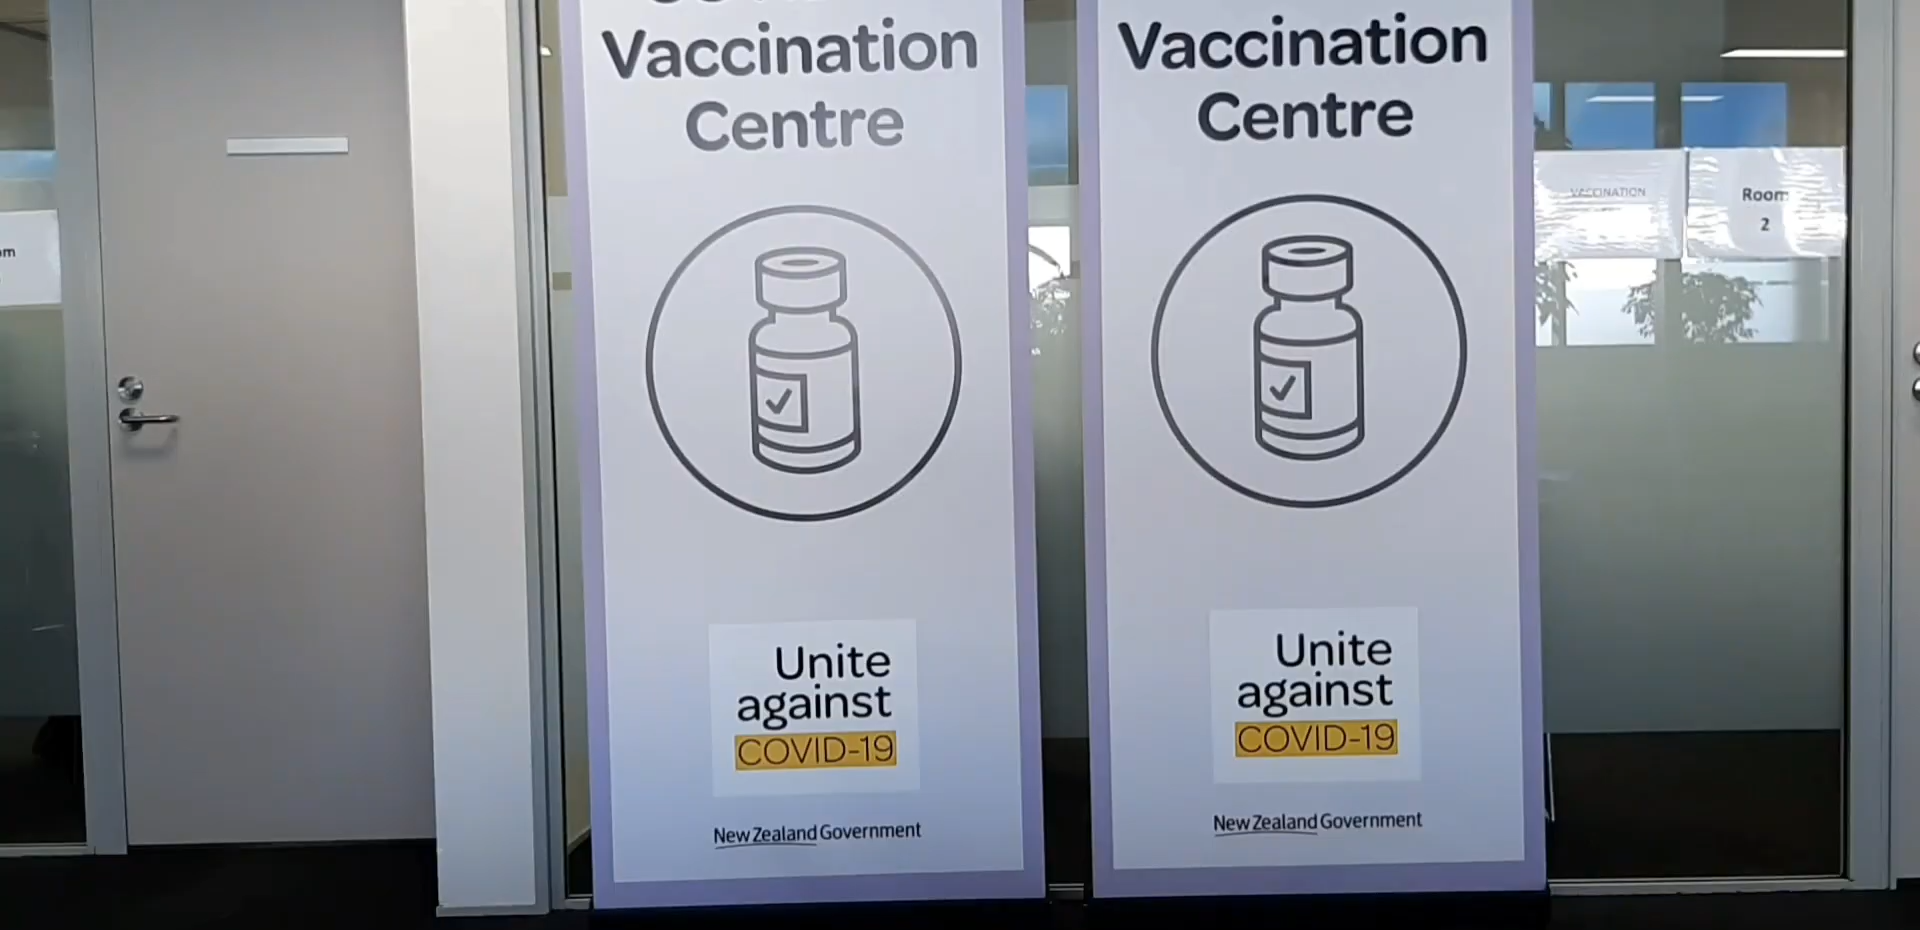 Vaccination
Centre
Unite
against
COVID-19
New Zealand Government
Vaccination
Centre
Unite
against
COVID-19
New Zealand Government
VACCINATION
Room
2